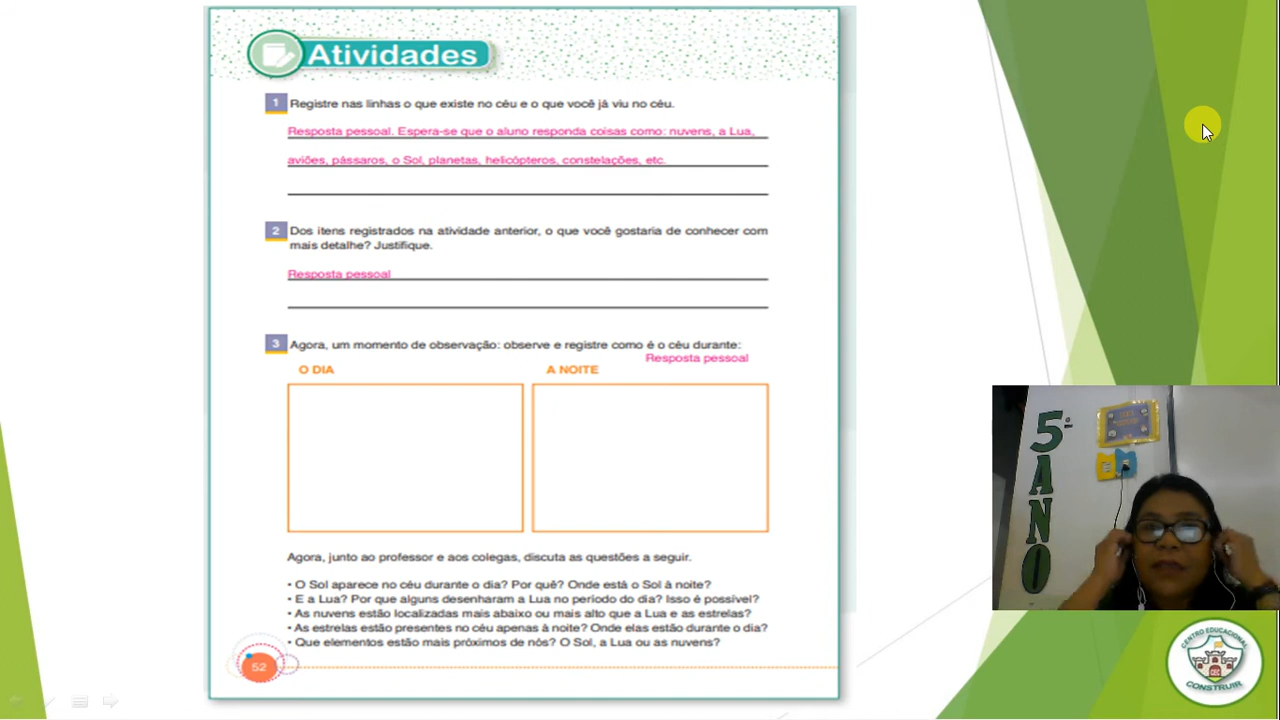 Atividades
1 Registre nas linhas o que existe no céu e o que você já viu no céu.
Resposta pessoal. Espera-se que o aluno responda coisas como: nuvens, a Lua,
aviões, pássaros, o Sol, planetas, helicópteros, constelações, etc.
2 Dos itens registrados na atividade anterior, o que você gostaria de conhecer com
mais detalhe? Justifique.
Resposta pessoal
3 Agora, um momento de observação: observe e registre como é o céu durante:
Resposta pessoal
O DIA
A NOITE
Agora, junto ao professor e aos colegas, discuta as questões a seguir.
• O Sol aparece no céu durante o dia? Por quê? Onde está o Sol à noite?
• E a Lua? Por que alguns desenharam a Lua no período do dia? Isso é possível?
• As nuvens estão localizadas mais abaixo ou mais alto que a Lua e as estrelas?
• As estrelas estão presentes no céu apenas à noite? Onde elas estão durante o dia?
• Que elementos estão mais próximos de nós? O Sol, a Lua ou as nuvens?
52
5º
ANO
CENTRO EDUCACIONAL
CONSTRUIR